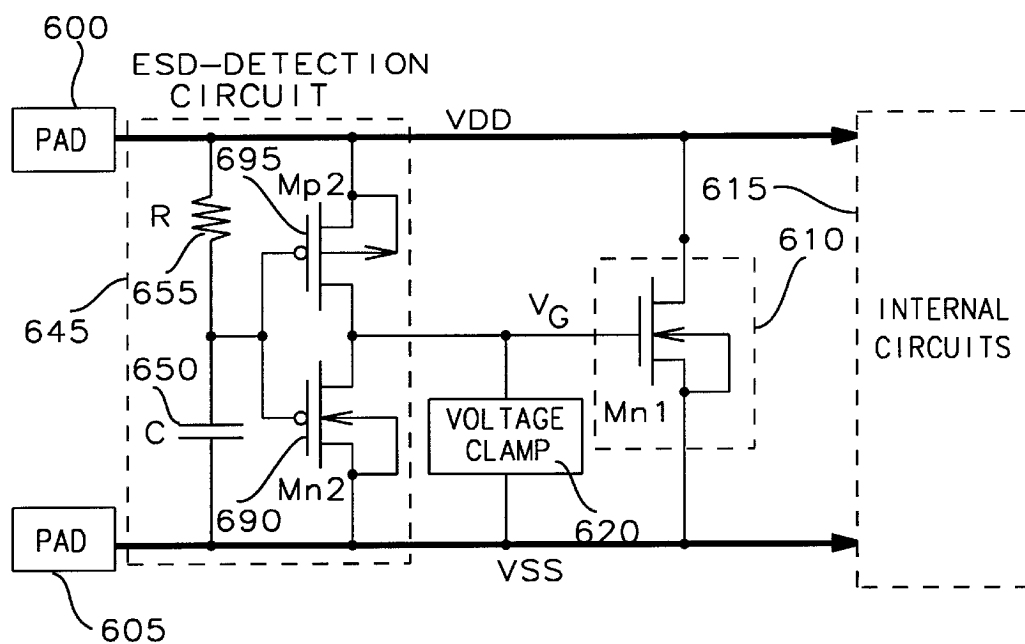 600
ESD-DETECTION
CIRCUIT
PAD
VDD
695
Mp2
615
R
610
655
645
VG
INTERNAL
CIRCUITS
650
C
VOLTAGE
CLAMP
Mn1
Mn2
690
620
PAD
VSS
605